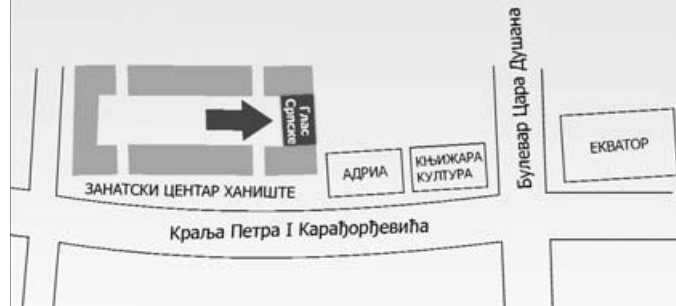 Глас
Српске
ЗАНАТСКИ ЦЕНТАР ХАНИШТЕ
АДРИА
КЊИЖАРА
КУЛТУРА
Булевар Цара Душана
ЕКВАТОР
Краља Петра I Карађорђевића